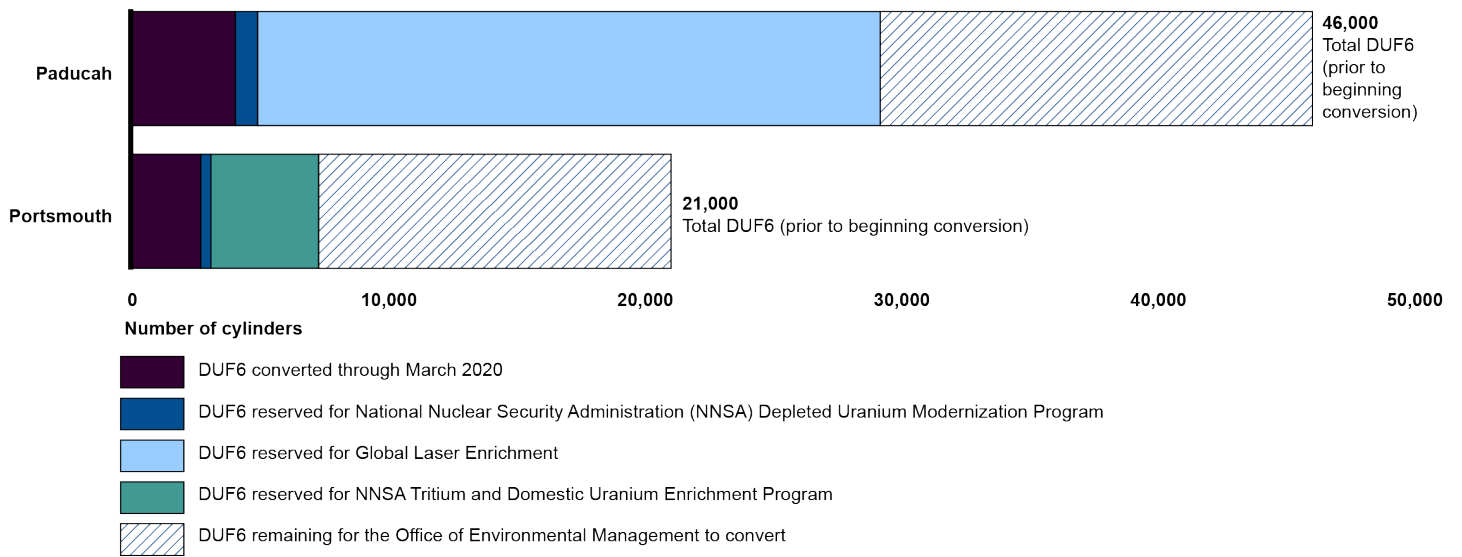 Paducah
46,000
Total DUF6
(prior to
beginning
conversion)
Portsmouth
21,000
Total DUF6 (prior to beginning conversion)
0 10,000 20,000 30,000 40,000 50,000
Number of cylinders
DUF6 converted through March 2020
DUF6 reserved for National Nuclear Security Administration (NNSA) Depleted Uranium Modernization Program
DUF6 reserved for Global Laser Enrichment
DUF6 reserved for NNSA Tritium and Domestic Uranium Enrichment Program
DUF6 remaining for the Office of Environmental Management to convert